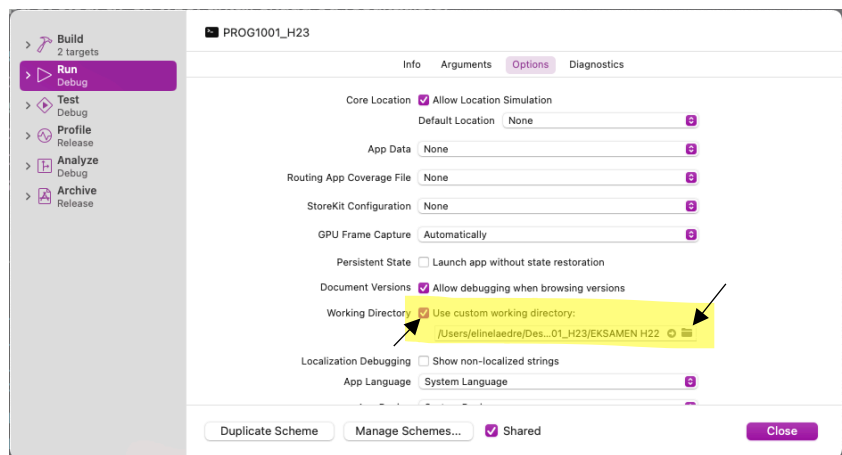 PROG1001_H23
Build
2 targets
Run
Debug
Test
Debug
Profile
Release
Analyze
Debug
Archive
Release
Info Arguments Options Diagnostics
Core Location Allow Location Simulation
Default Location None
App Data None
Routing App Coverage File None
StoreKit Configuration None
GPU Frame Capture Automatically
Persistent State Launch app without state restoration
Document Versions Allow debugging when browsing versions
Working Directory Use custom working directory:
/Users/elinelaedre/Des...01_H23/EKSAMEN H22
Localization Debugging Show non-localized strings
App Language System Language
Duplicate Scheme Manage Schemes... Shared Close